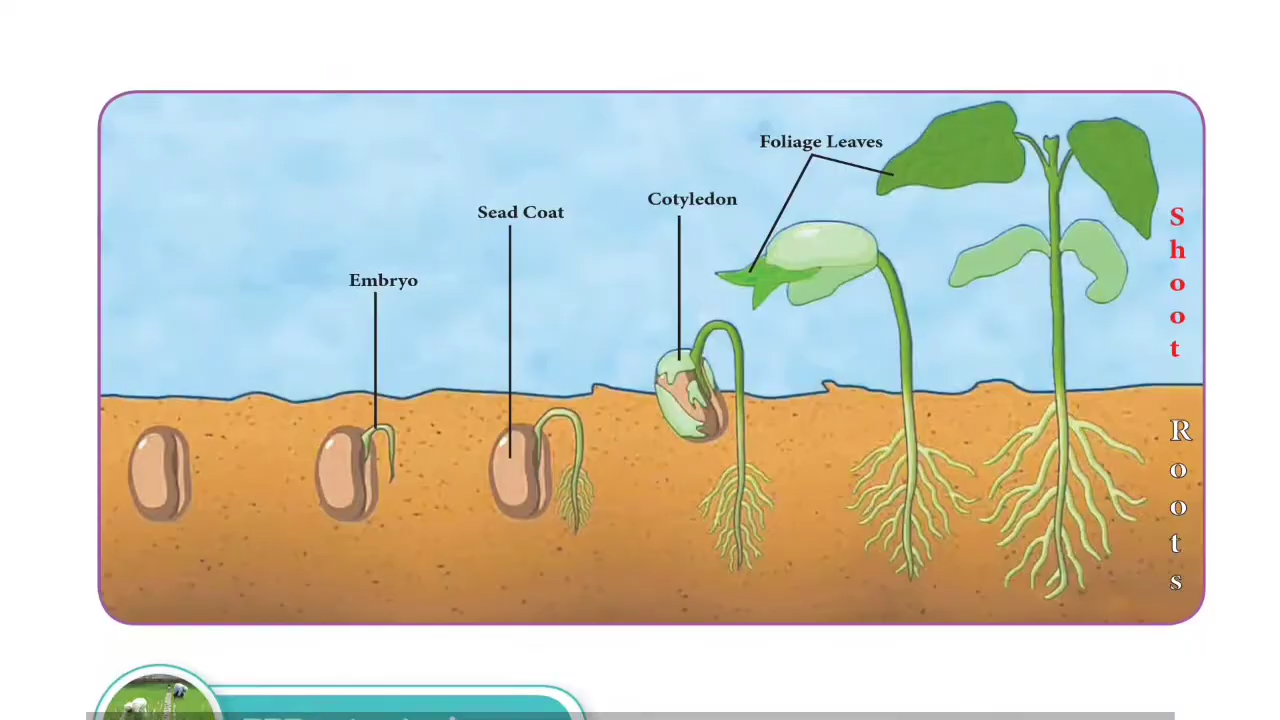 Foliage Leaves
Cotyledon
Sead Coat
Embryo
Shoot
Roots